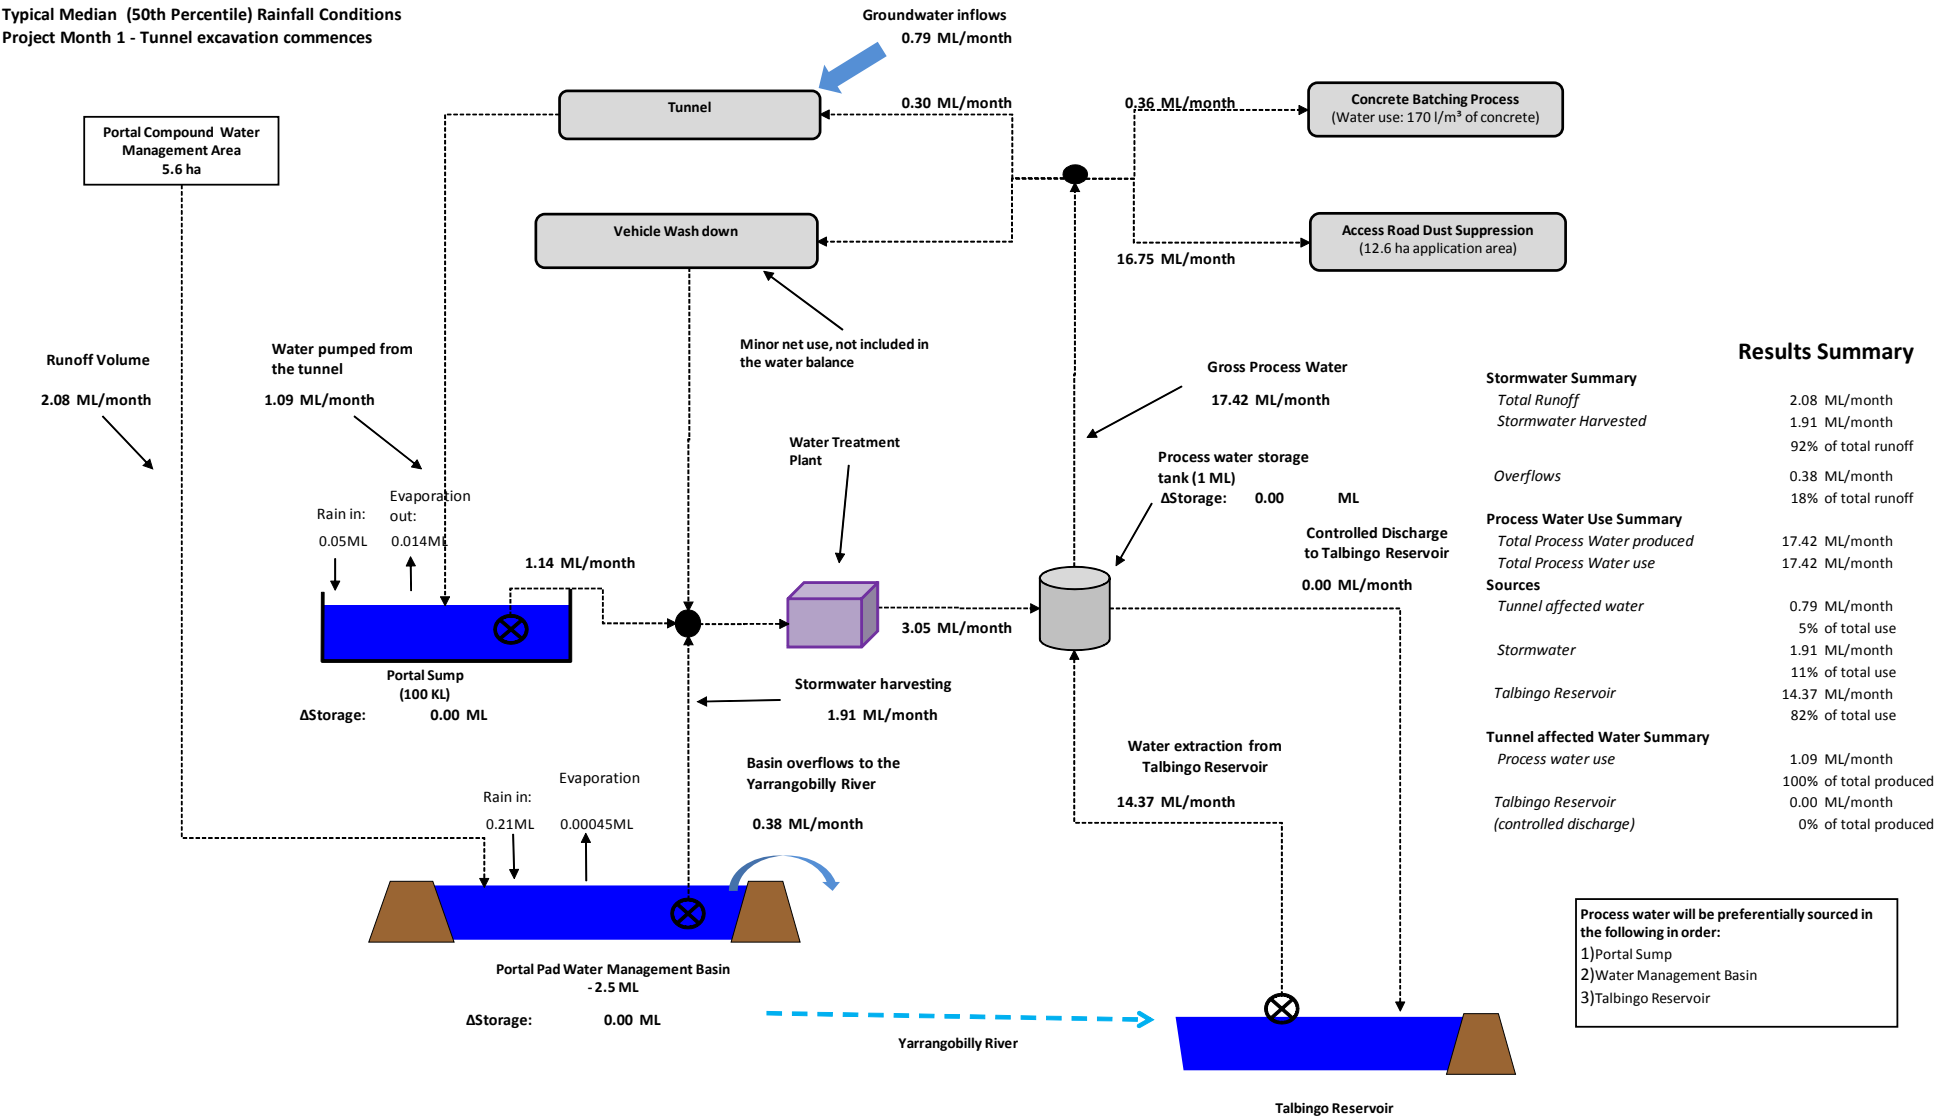 Typical Median (50th Percentile) Rainfall Conditions
Project Month 1 - Tunnel excavation commences
Groundwater inflows
0.79 ML/month
Tunnel
0.30 ML/month
0.36 ML/month
Concrete Batching Process
(Water use: 170 l/m³ of concrete)
Portal Compound Water
Management Area
5.6 ha
Vehicle Wash down
Access Road Dust Suppression
(12.6 ha application area)
16.75 ML/month
Minor net use, not included in
the water balance
Runoff Volume
2.08 ML/month
Water pumped from
the tunnel
1.09 ML/month
Gross Process Water
17.42 ML/month
Water Treatment
Plant
Process water storage
tank (1 ML)
ΔStorage: 0.00 ML
Rain in:
0.05ML
Evaporation
out:
0.014ML
1.14 ML/month
Controlled Discharge
to Talbingo Reservoir
0.00 ML/month
3.05 ML/month
Portal Sump
(100 KL)
ΔStorage: 0.00 ML
Stormwater harvesting
1.91 ML/month
Basin overflows to the
Yarrangobilly River
0.38 ML/month
Rain in:
0.21ML
Evaporation
0.00045ML
Water extraction from
Talbingo Reservoir
14.37 ML/month
Portal Pad Water Management Basin
- 2.5 ML
ΔStorage: 0.00 ML
Yarrangobilly River
Talbingo Reservoir
Results Summary
Stormwater Summary
Total Runoff 2.08 ML/month
Stormwater Harvested 1.91 ML/month
92% of total runoff
Overflows 0.38 ML/month
18% of total runoff
Process Water Use Summary
Total Process Water produced 17.42 ML/month
Total Process Water use 17.42 ML/month
Sources
Tunnel affected water 0.79 ML/month
5% of total use
Stormwater 1.91 ML/month
11% of total use
Talbingo Reservoir 14.37 ML/month
82% of total use
Tunnel affected Water Summary
Process water use 1.09 ML/month
100% of total produced
Talbingo Reservoir 0.00 ML/month
(controlled discharge) 0% of total produced
Process water will be preferentially sourced in
the following in order:
1)Portal Sump
2)Water Management Basin
3)Talbingo Reservoir